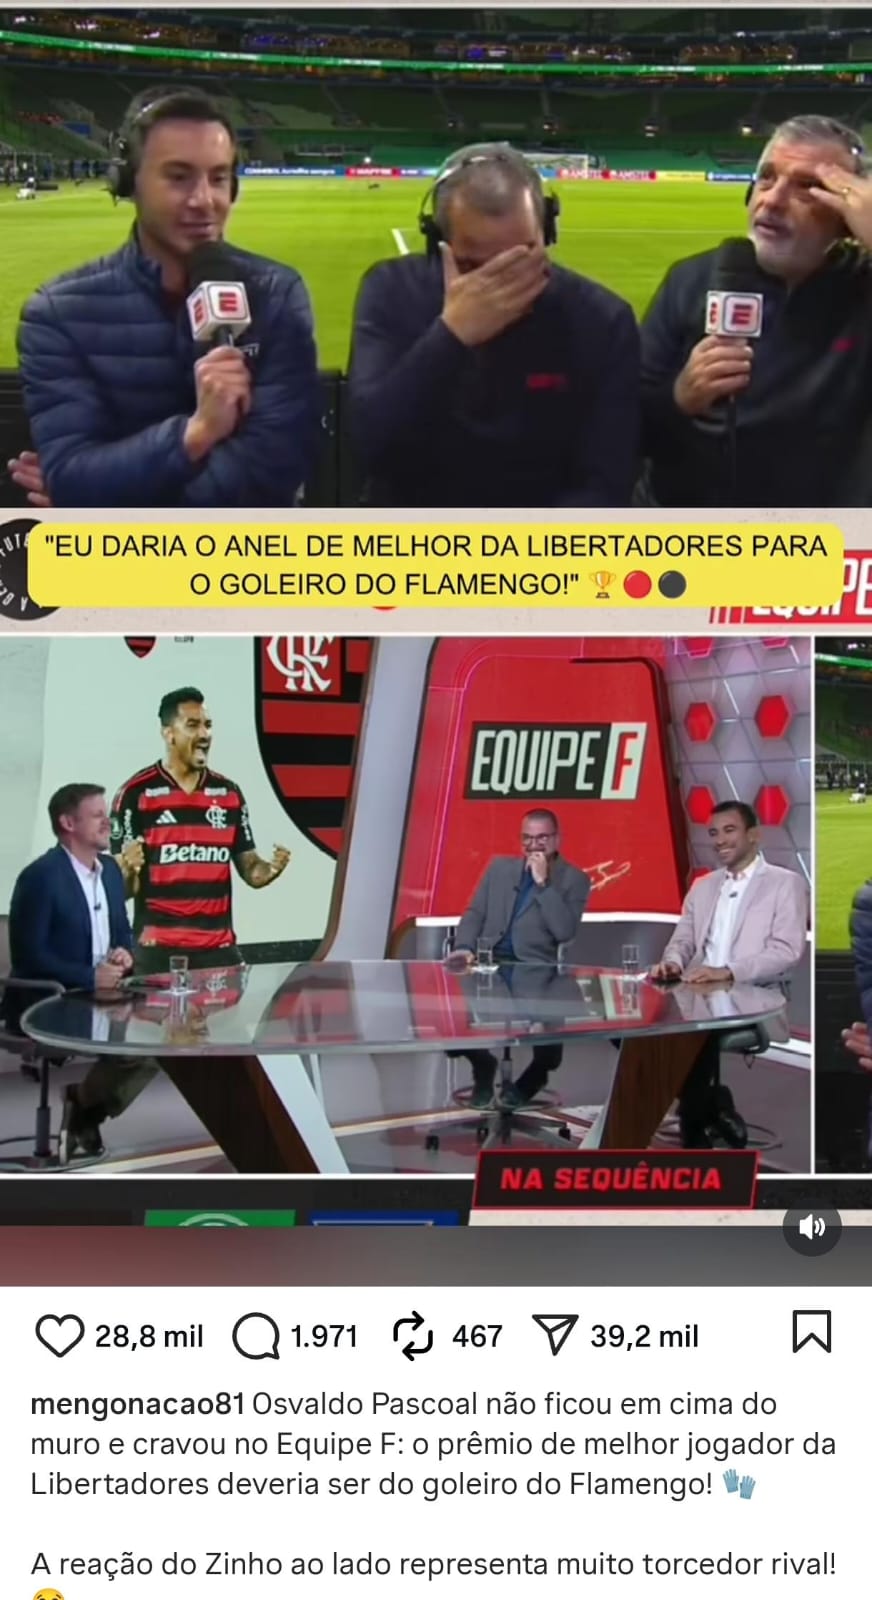 "EU DARIA O ANEL DE MELHOR DA LIBERTADORES PARA
O GOLEIRO DO FLAMENGO!" 🏆🔴⚫
Betano
EQUIPE F
NA SEQUÊNCIA
28,8 mil 1.971 467 39,2 mil
mengonacao81 Osvaldo Pascoal não ficou em cima do
muro e cravou no Equipe F: o prêmio de melhor jogador da
Libertadores deveria ser do goleiro do Flamengo! 🧤
A reação do Zinho ao lado representa muito torcedor rival!